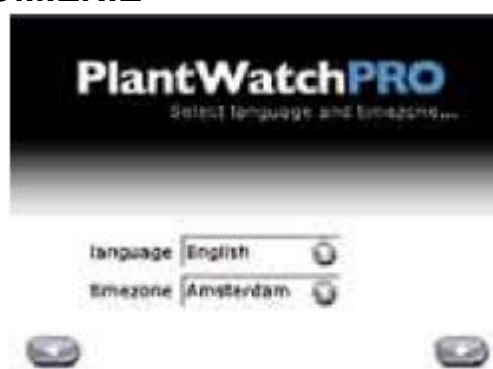 PlantWatchPRO
Select language and timezone...
language English
timezone Amsterdam